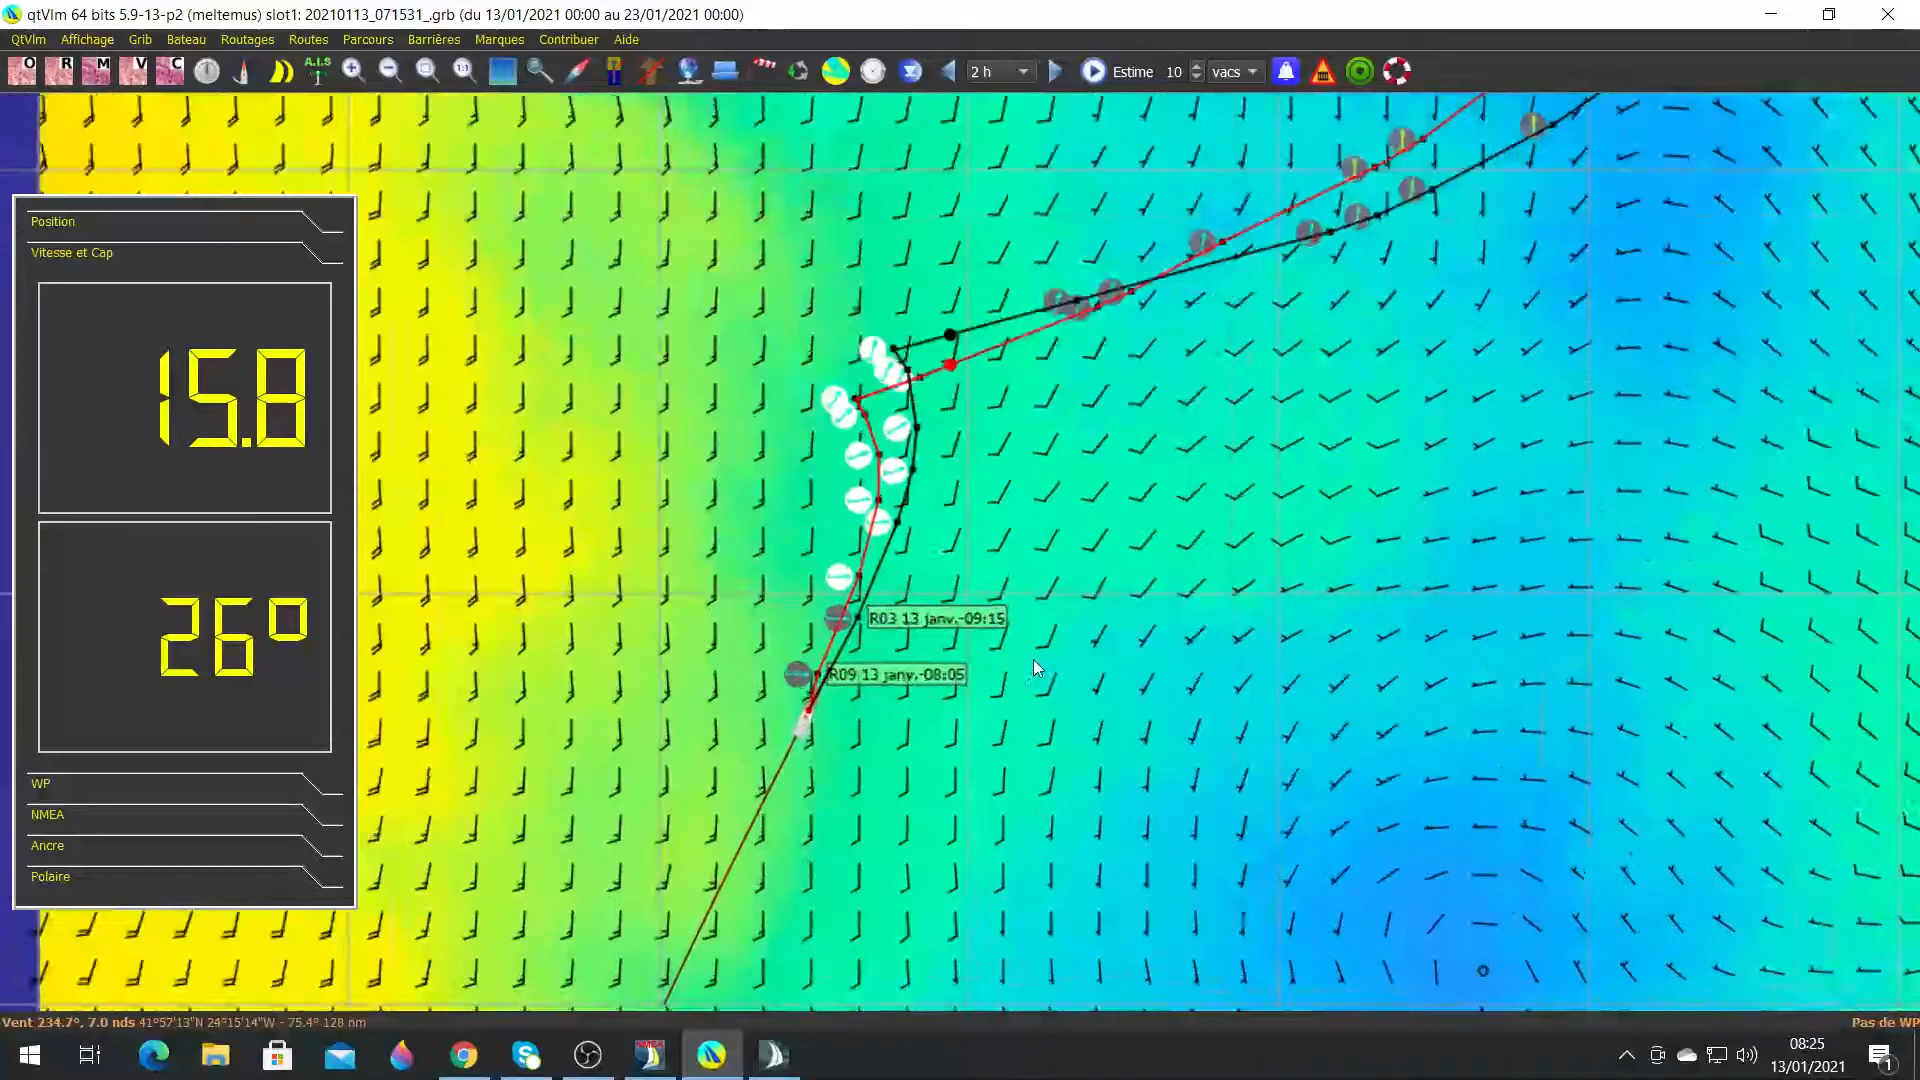 qtVlm 64 bits 5.9-13-p2 (meltemus) slot1: 20210113_071531_.grb (du 13/01/2021 00:00 au 23/01/2021 00:00)
QtVlm Affichage Grib Bateau Routages Routes Parcours Barrières Marques Contribuer Aide
O R M V C A.I.S 1:1 2 h Estime 10 vacs
Position
Vitesse et Cap
15.8
26°
WP
NMEA
Ancre
Polaire
R03 13 janv.-09:15
R09 13 janv.-08:05
Vent 234.7°, 7.0 nds 41°57'13"N 24°15'14"W - 75.4° 128 nm
Pas de WP
NMEA
08:25
13/01/2021
1